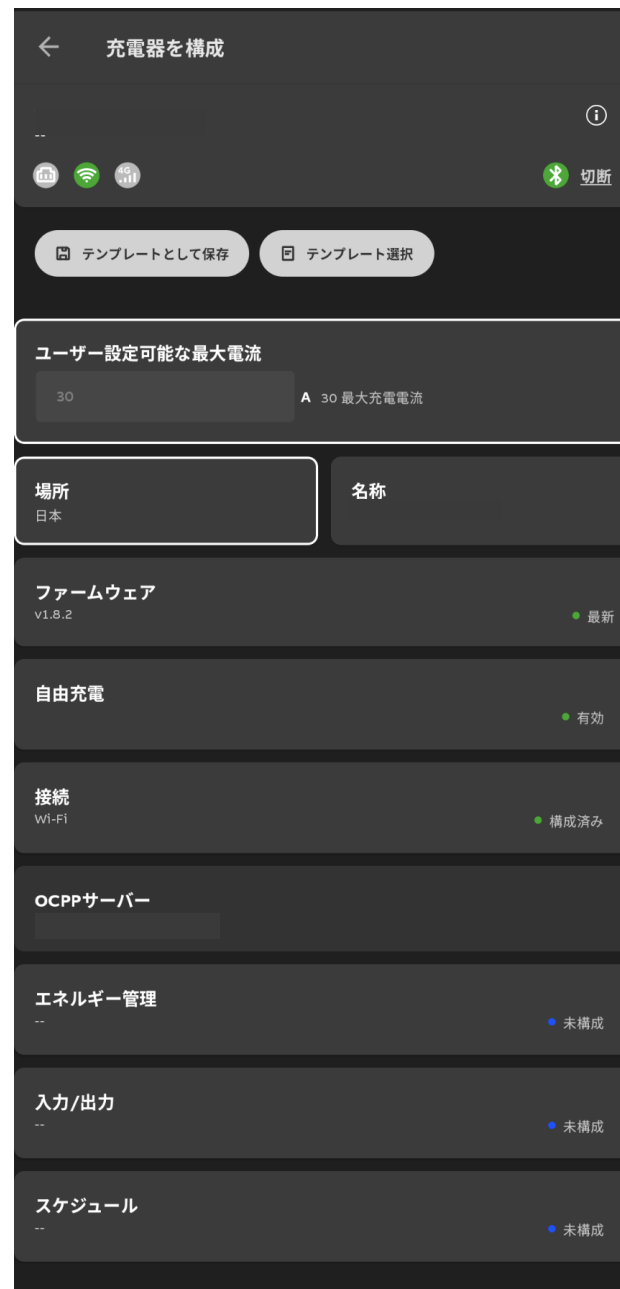 充電器を構成
--
4G
切断
テンプレートとして保存
テンプレート選択
ユーザー設定可能な最大電流
30 A 30 最大充電電流
場所
日本
名称
ファームウェア
v1.8.2
最新
自由充電
有効
接続
Wi-Fi
構成済み
OCPPサーバー
エネルギー管理
--
未構成
入力/出力
--
未構成
スケジュール
--
未構成